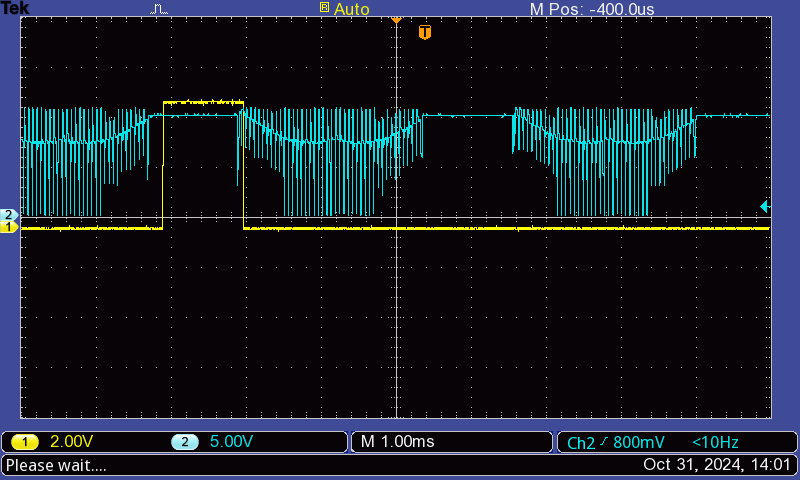 Tek R Auto M Pos: -400.0us
T
2
1
1 2.00V 2 5.00V M 1.00ms Ch2 800mV <10Hz
Please wait.... Oct 31, 2024, 14:01